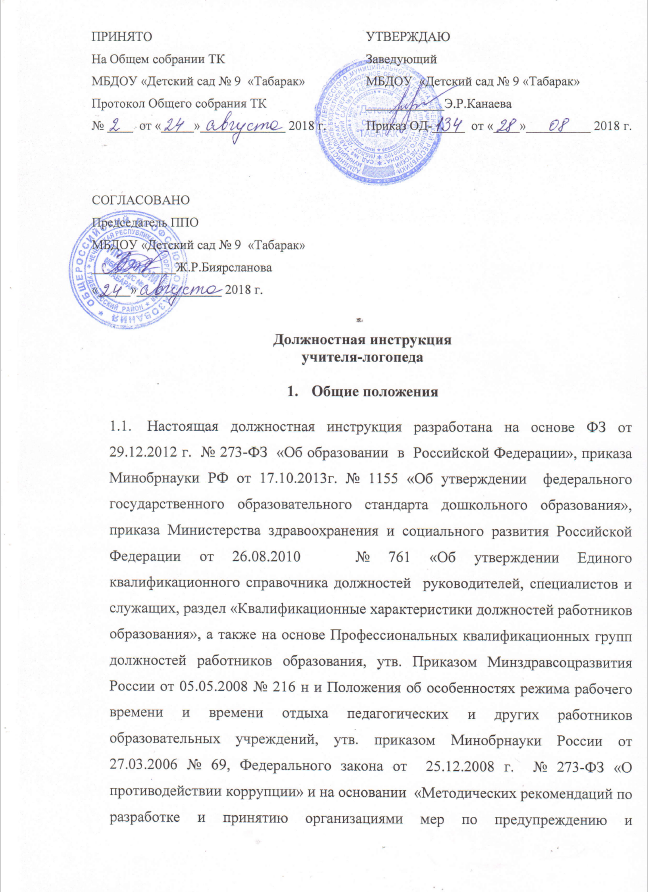 ПРИНЯТО
На Общем собрании ТК
МБДОУ «Детский сад № 9 «Табарак»
Протокол Общего собрания ТК
№ 2 от «24» августа 2018 г.
УТВЕРЖДАЮ
Заведующий
МБДОУ «Детский сад № 9 «Табарак»
Э.Р.Канаева
Приказ ОД- 134 от «28» 08 2018 г.
СОГЛАСОВАНО
Председатель ППО
МБДОУ «Детский сад № 9 «Табарак»
Ж.Р.Биярсланова
«24» августа 2018 г.
Должностная инструкция
учителя-логопеда
1. Общие положения
1.1. Настоящая должностная инструкция разработана на основе ФЗ от
29.12.2012 г. № 273-ФЗ «Об образовании в Российской Федерации», приказа
Минобрнауки РФ от 17.10.2013г. № 1155 «Об утверждении федерального
государственного образовательного стандарта дошкольного образования»,
приказа Министерства здравоохранения и социального развития Российской
Федерации от 26.08.2010 № 761 «Об утверждении Единого
квалификационного справочника должностей руководителей, специалистов и
служащих, раздел «Квалификационные характеристики должностей работников
образования», а также на основе Профессиональных квалификационных групп
должностей работников образования, утв. Приказом Минздравсоцразвития
России от 05.05.2008 № 216 н и Положения об особенностях режима рабочего
времени и времени отдыха педагогических и других работников
образовательных учреждений, утв. приказом Минобрнауки России от
27.03.2006 № 69, Федерального закона от 25.12.2008 г. № 273-ФЗ «О
противодействии коррупции» и на основании «Методических рекомендаций по
разработке и принятию организациями мер по предупреждению и